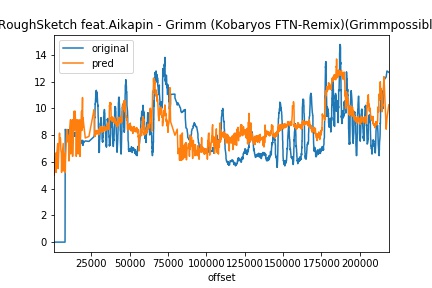 RoughSketch feat.Aikapin - Grimm (Kobaryos FTN-Remix)(Grimmpossibl
original
pred
14
12
10
8
6
4
2
0
25000 50000 75000 100000 125000 150000 175000 200000
offset